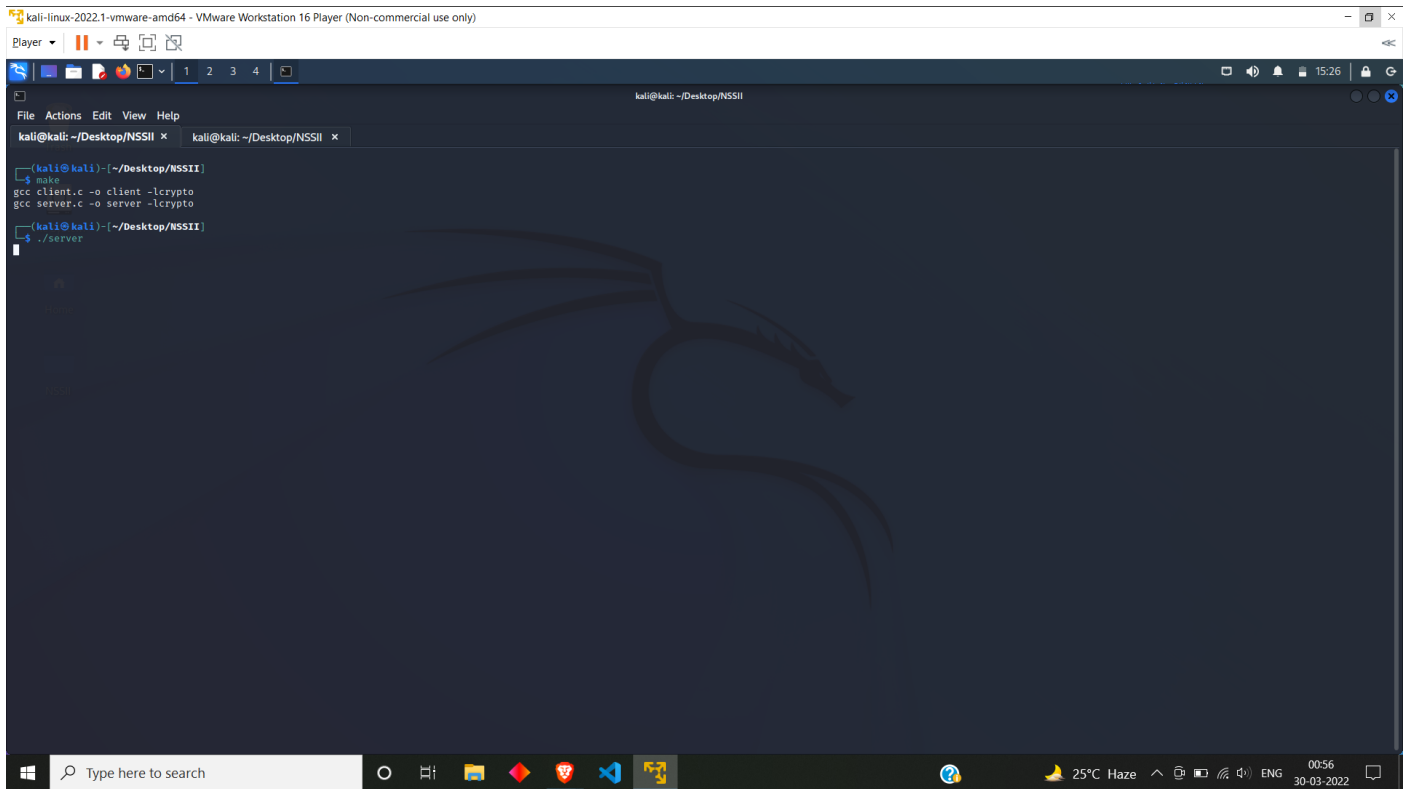 kali-linux-2022.1-vmware-amd64 - VMware Workstation 16 Player (Non-commercial use only)
Player
1 2 3 4
15:26
kali@kali: ~/Desktop/NSSII
File Actions Edit View Help
kali@kali: ~/Desktop/NSSII × kali@kali: ~/Desktop/NSSII ×
┌──(kali㉿kali)-[~/Desktop/NSSII]
└─$ make
gcc client.c -o client -lcrypto
gcc server.c -o server -lcrypto
┌──(kali㉿kali)-[~/Desktop/NSSII]
└─$ ./server
Type here to search
25°C Haze
ENG
00:56
30-03-2022